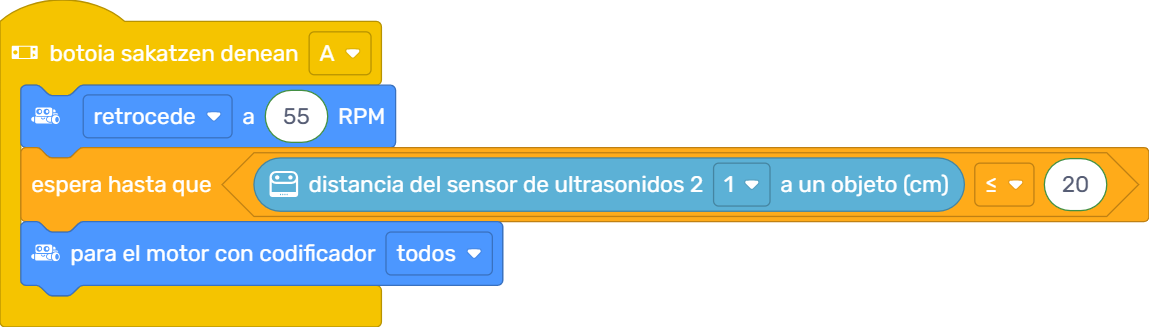 botoia sakatzen denean A
retrocede a 55 RPM
espera hasta que distancia del sensor de ultrasonidos 2 1 a un objeto (cm) ≤ 20
para el motor con codificador todos